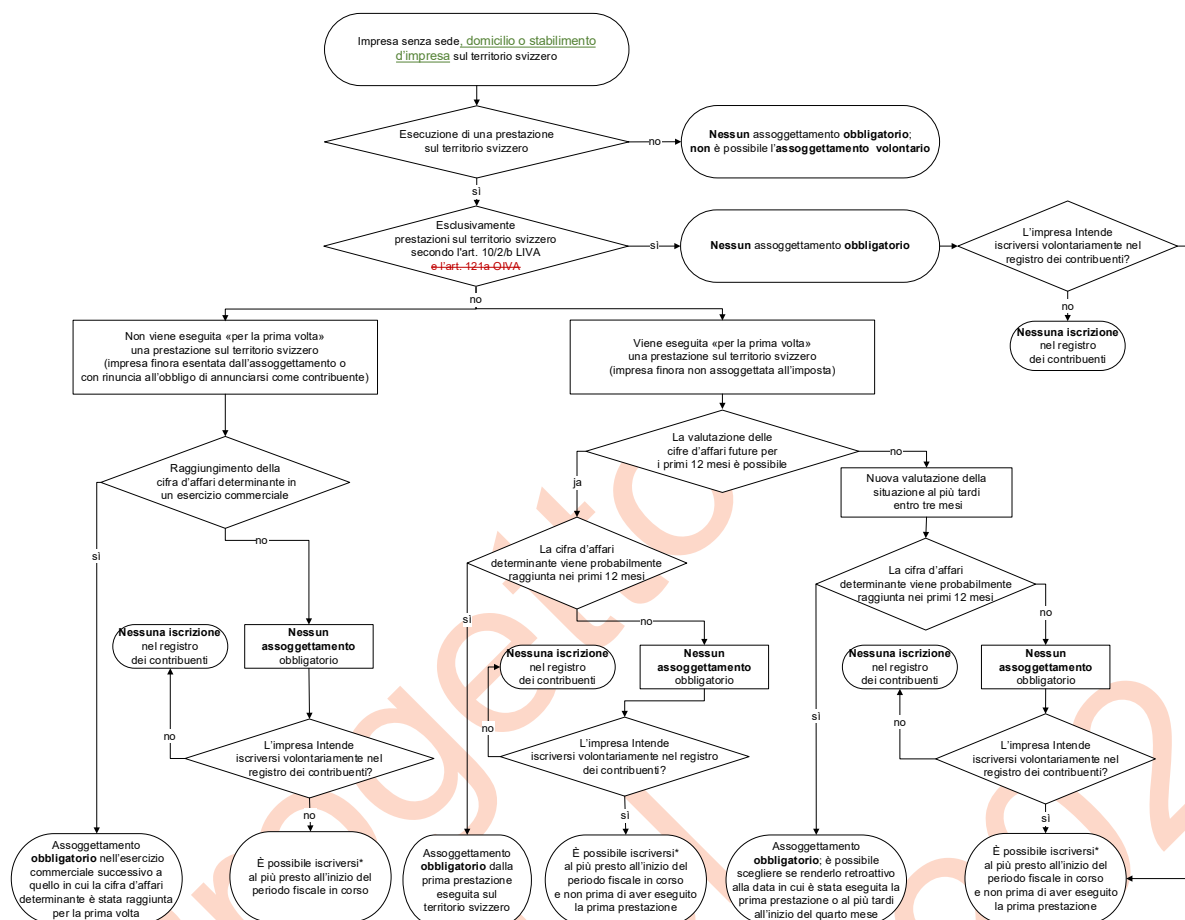 Impresa senza sede, domicilio o stabilimento
d'impresa sul territorio svizzero
Esecuzione di una prestazione
sul territorio svizzero
no
Nessun assoggettamento obbligatorio;
non è possibile l'assoggettamento volontario
sì
Esclusivamente
prestazioni sul territorio svizzero
secondo l'art. 10/2/b LIVA
e l'art. 121a OIVA
sì
Nessun assoggettamento obbligatorio
L'impresa Intende
iscriversi volontariamente nel
registro dei contribuenti?
no
Nessuna iscrizione
nel registro
dei contribuenti
no
Non viene eseguita «per la prima volta»
una prestazione sul territorio svizzero
(impresa finora esentata dall'assoggettamento o
con rinuncia all'obbligo di annunciarsi come contribuente)
Viene eseguita «per la prima volta»
una prestazione sul territorio svizzero
(impresa finora non assoggettata all'imposta)
Raggiungimento della
cifra d'affari determinante in
un esercizio commerciale
La valutazione delle
cifre d'affari future per
i primi 12 mesi è possibile
no
ja
Nuova valutazione della
situazione al più tardi
entro tre mesi
sì
no
La cifra d'affari
determinante viene probabilmente
raggiunta nei primi 12 mesi
La cifra d'affari
determinante viene probabilmente
raggiunta nei primi 12 mesi
sì
no
no
Nessuna iscrizione
nel registro
dei contribuenti
Nessun
assoggettamento
obbligatorio
Nessuna iscrizione
nel registro
dei contribuenti
Nessun
assoggettamento
obbligatorio
Nessuna iscrizione
nel registro
dei contribuenti
Nessun
assoggettamento
obbligatorio
sì
no
no
no
L'impresa Intende
iscriversi volontariamente nel
registro dei contribuenti?
L'impresa Intende
iscriversi volontariamente nel registro
dei contribuenti?
L'impresa Intende
iscriversi volontariamente nel
registro dei contribuenti?
no
sì
sì
Assoggettamento
obbligatorio nell'esercizio
commerciale successivo a
quello in cui la cifra d'affari
determinante è stata raggiunta
per la prima volta
È possibile iscriversi*
al più presto all'inizio del
periodo fiscale in corso
Assoggettamento
obbligatorio dalla
prima prestazione
eseguita sul
territorio svizzero
È possibile iscriversi*
al più presto all'inizio del
periodo fiscale in corso
e non prima di aver eseguito
la prima prestazione
Assoggettamento
obbligatorio; è possibile
scegliere se renderlo retroattivo
alla data in cui è stata eseguita la
prima prestazione o al più tardi
all'inizio del quarto mese
È possibile iscriversi*
al più presto all'inizio del
periodo fiscale in corso
e non prima di aver eseguito
la prima prestazione